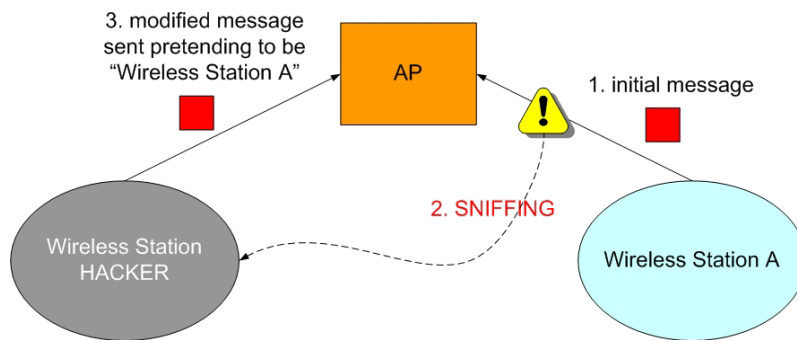 3. modified message
sent pretending to be
“Wireless Station A”
AP
1. initial message
2. SNIFFING
Wireless Station
HACKER
Wireless Station A